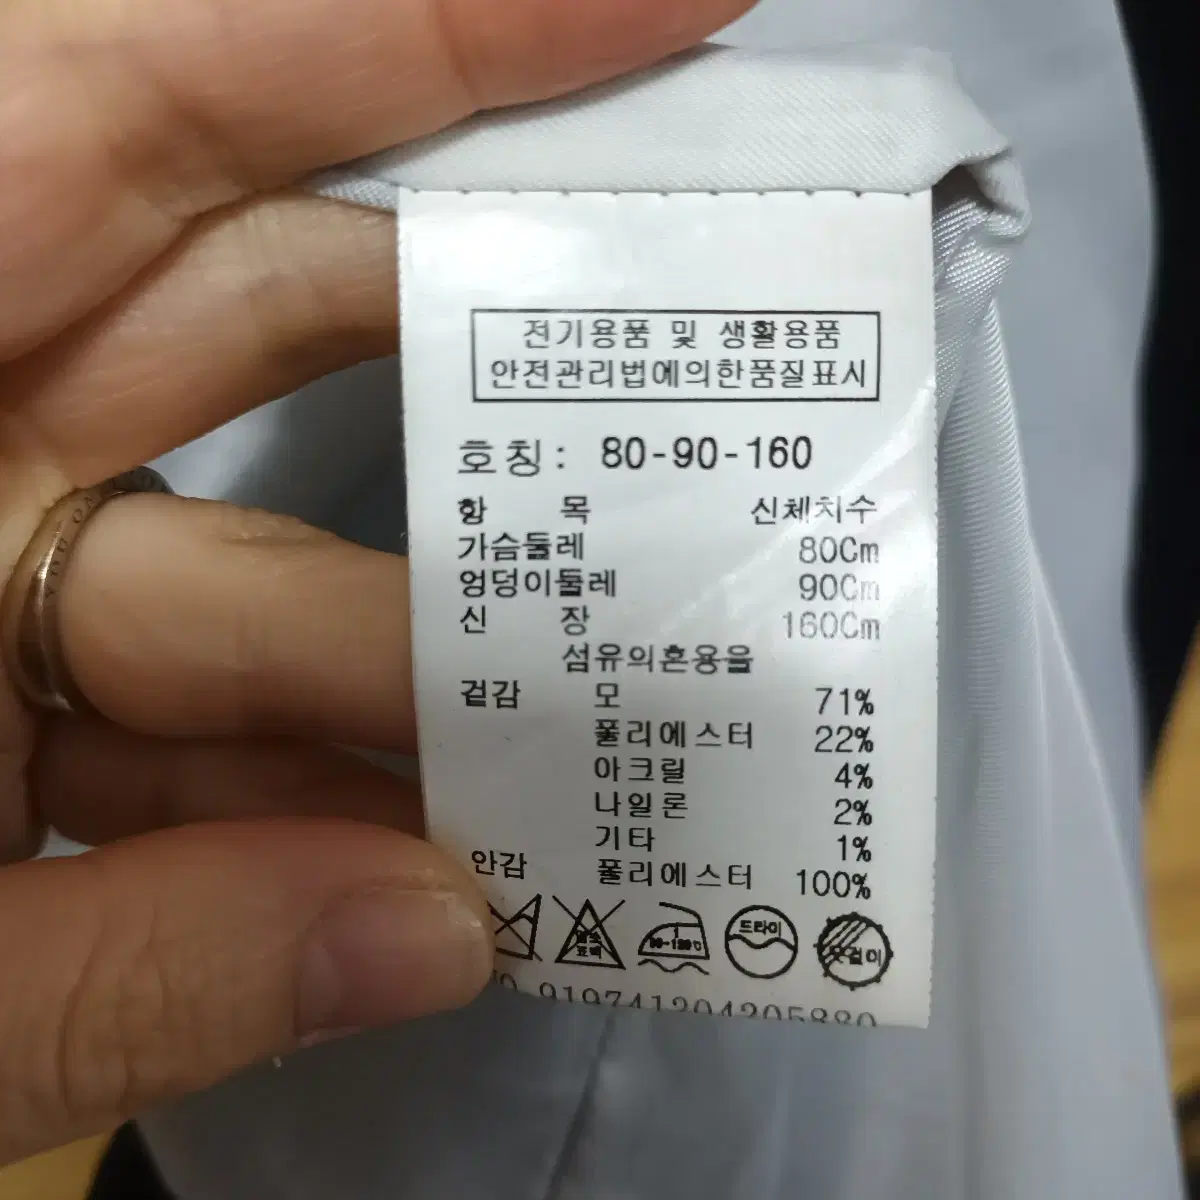 전기용품 및 생활용품
안전관리법에의한품질표시
호칭: 80-90-160
항 목 신체치수
가슴둘레 80Cm
엉덩이둘레 90Cm
신 장 160Cm
섬유의혼용율
겉감 모 71%
폴리에스터 22%
아크릴 4%
나일론 2%
기타 1%
안감 폴리에스터 100%
드라이
옷걸이